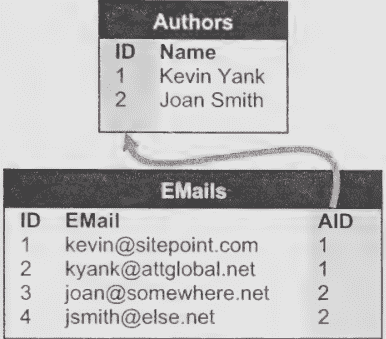 Authors
ID Name
1 Kevin Yank
2 Joan Smith
EMails
ID EMail AID
1 kevin@sitepoint.com 1
2 kyank@attglobal.net 1
3 joan@somewhere.net 2
4 jsmith@else.net 2